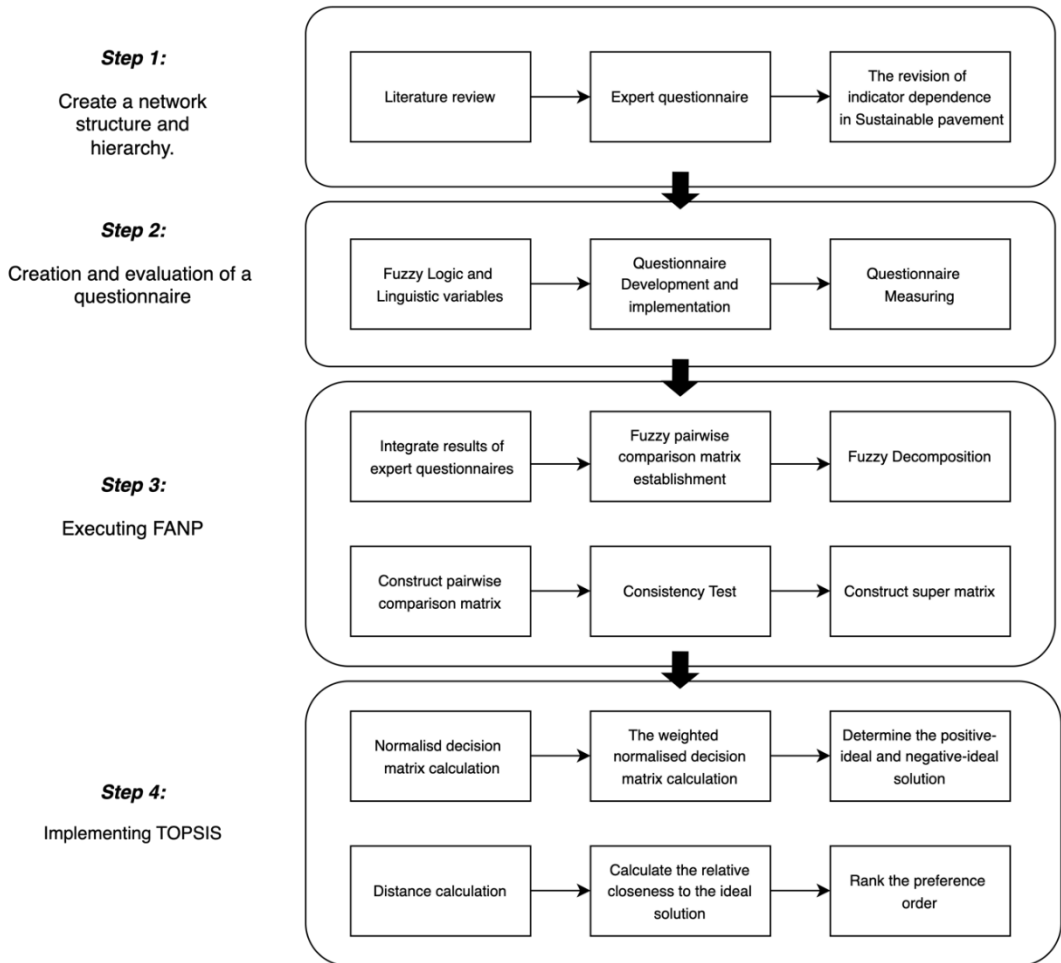 Step 1:
Create a network
structure and
hierarchy.
Literature review
Expert questionnaire
The revision of
indicator dependence
in Sustainable pavement
Step 2:
Creation and evaluation of a
questionnaire
Fuzzy Logic and
Linguistic variables
Questionnaire
Development and
implementation
Questionnaire
Measuring
Step 3:
Executing FANP
Integrate results of
expert questionnaires
Fuzzy pairwise
comparison matrix
establishment
Fuzzy Decomposition
Construct pairwise
comparison matrix
Consistency Test
Construct super matrix
Step 4:
Implementing TOPSIS
Normalisd decision
matrix calculation
The weighted
normalised decision
matrix calculation
Determine the positive-
ideal and negative-ideal
solution
Distance calculation
Calculate the relative
closeness to the ideal
solution
Rank the preference
order